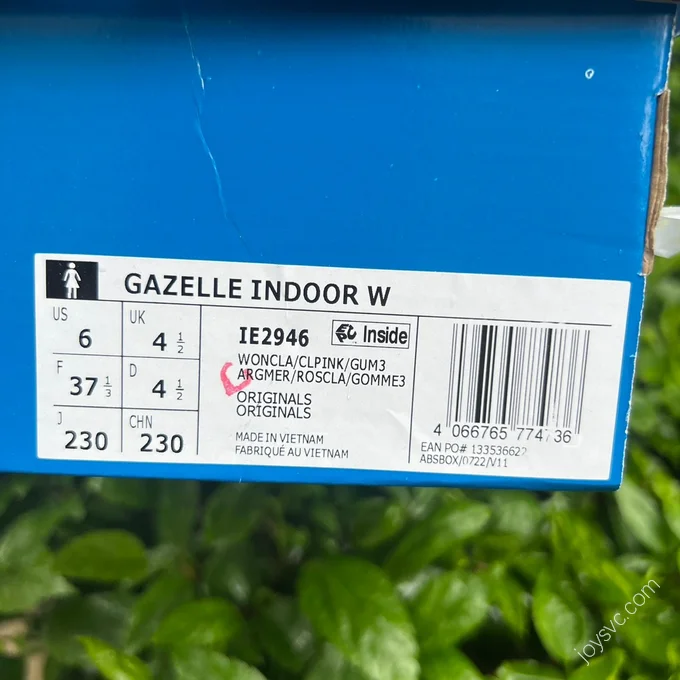 GAZELLE INDOOR W
US
6
UK
4 1/2
F
37 1/3
D
4 1/2
J
230
CHN
230
IE2946
Inside
WONCLA/CLPINK/GUM3
ARGMER/ROSCLA/GOMME3
ORIGINALS
ORIGINALS
MADE IN VIETNAM
FABRIQUÉ AU VIETNAM
4 066765 774736
EAN PO# 133536622
ABSBOX/0722/V11
joysvc.com